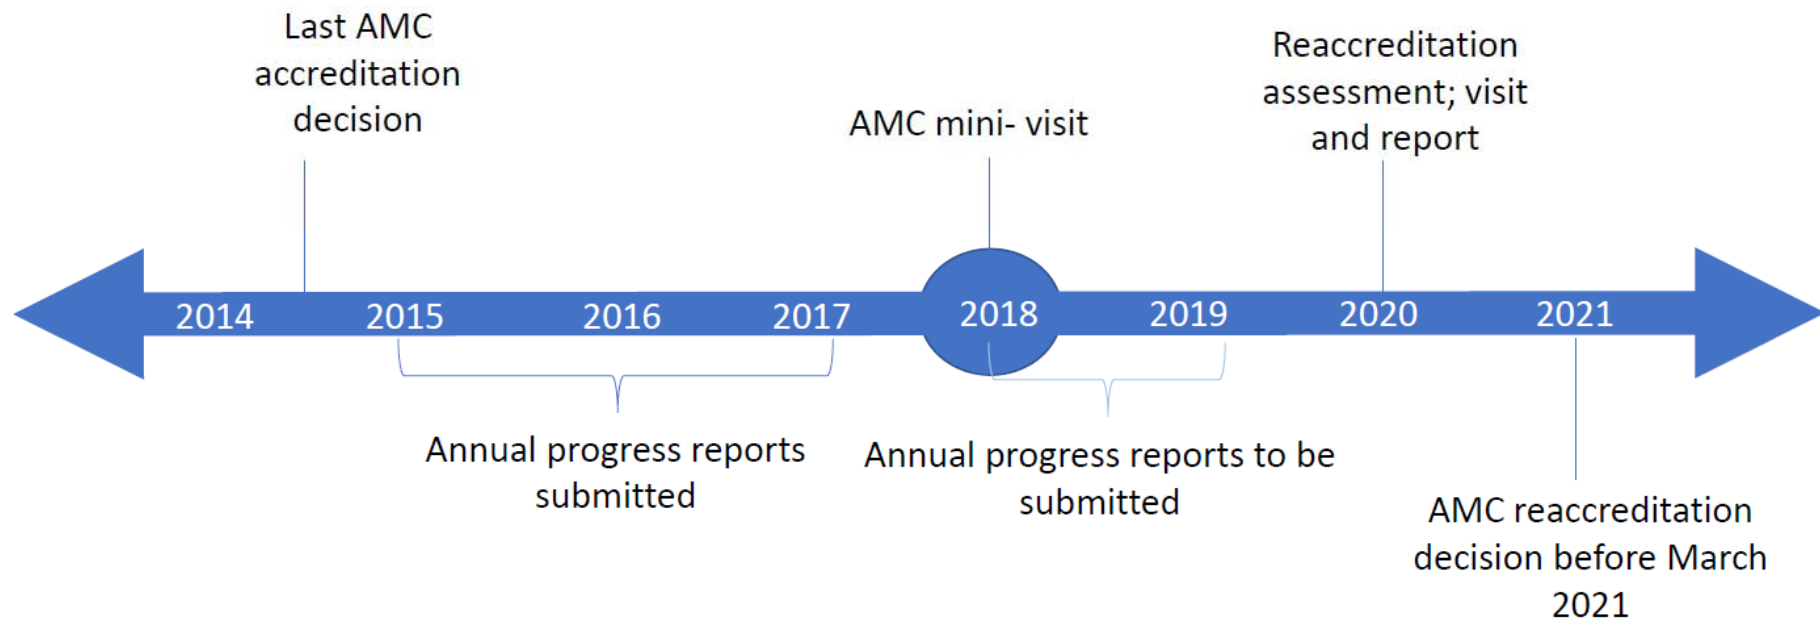 Last AMC
accreditation
decision
AMC mini- visit
Reaccreditation
assessment; visit
and report
2014
2015
2016
2017
2018
2019
2020
2021
Annual progress reports
submitted
Annual progress reports to be
submitted
AMC reaccreditation
decision before March
2021